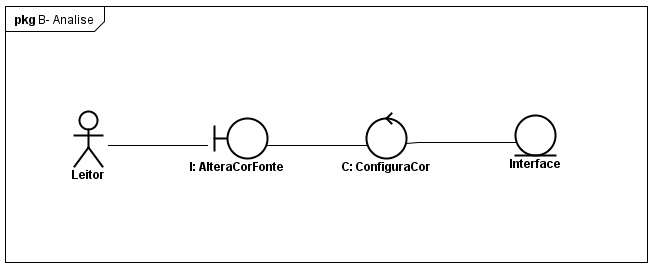 pkg B- Analise
Leitor
I: AlteraCorFonte
C: ConfiguraCor
Interface